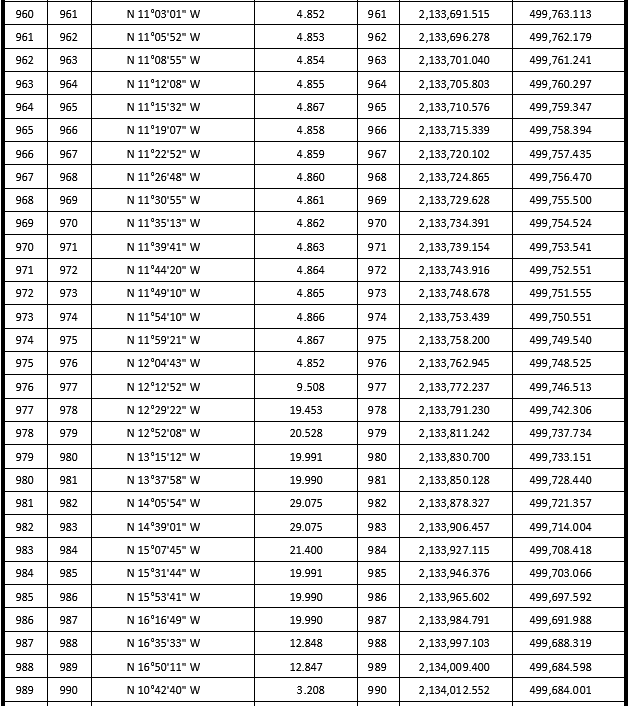 960 961 N 11°03'01" W 4.852 961 2,133,691.515 499,763.113
961 962 N 11°05'52" W 4.853 962 2,133,696.278 499,762.179
962 963 N 11°08'55" W 4.854 963 2,133,701.040 499,761.241
963 964 N 11°12'08" W 4.855 964 2,133,705.803 499,760.297
964 965 N 11°15'32" W 4.867 965 2,133,710.576 499,759.347
965 966 N 11°19'07" W 4.858 966 2,133,715.339 499,758.394
966 967 N 11°22'52" W 4.859 967 2,133,720.102 499,757.435
967 968 N 11°26'48" W 4.860 968 2,133,724.865 499,756.470
968 969 N 11°30'55" W 4.861 969 2,133,729.628 499,755.500
969 970 N 11°35'13" W 4.862 970 2,133,734.391 499,754.524
970 971 N 11°39'41" W 4.863 971 2,133,739.154 499,753.541
971 972 N 11°44'20" W 4.864 972 2,133,743.916 499,752.551
972 973 N 11°49'10" W 4.865 973 2,133,748.678 499,751.555
973 974 N 11°54'10" W 4.866 974 2,133,753.439 499,750.551
974 975 N 11°59'21" W 4.867 975 2,133,758.200 499,749.540
975 976 N 12°04'43" W 4.852 976 2,133,762.945 499,748.525
976 977 N 12°12'52" W 9.508 977 2,133,772.237 499,746.513
977 978 N 12°29'22" W 19.453 978 2,133,791.230 499,742.306
978 979 N 12°52'08" W 20.528 979 2,133,811.242 499,737.734
979 980 N 13°15'12" W 19.991 980 2,133,830.700 499,733.151
980 981 N 13°37'58" W 19.990 981 2,133,850.128 499,728.440
981 982 N 14°05'54" W 29.075 982 2,133,878.327 499,721.357
982 983 N 14°39'01" W 29.075 983 2,133,906.457 499,714.004
983 984 N 15°07'45" W 21.400 984 2,133,927.115 499,708.418
984 985 N 15°31'44" W 19.991 985 2,133,946.376 499,703.066
985 986 N 15°53'41" W 19.990 986 2,133,965.602 499,697.592
986 987 N 16°16'49" W 19.990 987 2,133,984.791 499,691.988
987 988 N 16°35'33" W 12.848 988 2,133,997.103 499,688.319
988 989 N 16°50'11" W 12.847 989 2,134,009.400 499,684.598
989 990 N 10°42'40" W 3.208 990 2,134,012.552 499,684.001